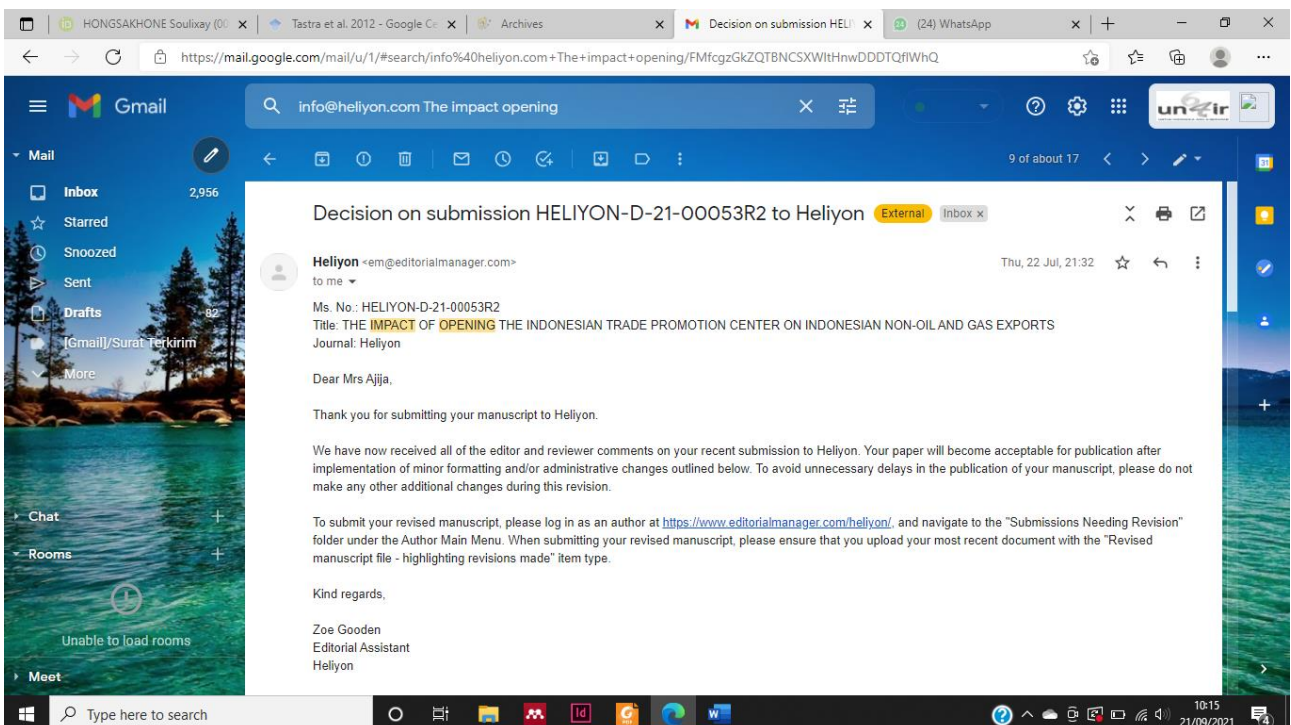 HONGSAKHONE Soulixay (00
Tastra et al. 2012 - Google Ce
Archives
Decision on submission HELI
(24) WhatsApp
https://mail.google.com/mail/u/1/#search/info%40heliyon.com+The+impact+opening/FMfcgzGkZQTBNCSXWltHnwDDDTQflWhQ
Gmail
info@heliyon.com The impact opening
Mail
9 of about 17
31
Inbox 2,956
Starred
Snoozed
Sent
Drafts 82
[Gmail]/Surat Terkirim
More
Chat
Rooms
Unable to load rooms
Meet
Decision on submission HELIYON-D-21-00053R2 to Heliyon External Inbox x
Heliyon <em@editorialmanager.com> Thu, 22 Jul, 21:32
to me
Ms. No.: HELIYON-D-21-00053R2
Title: THE IMPACT OF OPENING THE INDONESIAN TRADE PROMOTION CENTER ON INDONESIAN NON-OIL AND GAS EXPORTS
Journal: Heliyon
Dear Mrs Ajija,
Thank you for submitting your manuscript to Heliyon.
We have now received all of the editor and reviewer comments on your recent submission to Heliyon. Your paper will become acceptable for publication after
implementation of minor formatting and/or administrative changes outlined below. To avoid unnecessary delays in the publication of your manuscript, please do not
make any other additional changes during this revision.
To submit your revised manuscript, please log in as an author at https://www.editorialmanager.com/heliyon/, and navigate to the "Submissions Needing Revision"
folder under the Author Main Menu. When submitting your revised manuscript, please ensure that you upload your most recent document with the "Revised
manuscript file - highlighting revisions made" item type.
Kind regards,
Zoe Gooden
Editorial Assistant
Heliyon
Type here to search
10:15
21/09/2021